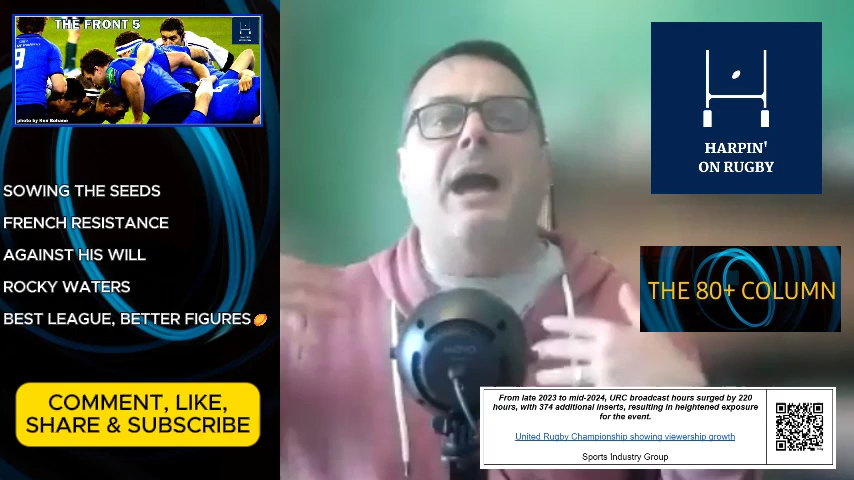 THE FRONT 5
photo by Ken Bohane
SOWING THE SEEDS
FRENCH RESISTANCE
AGAINST HIS WILL
ROCKY WATERS
BEST LEAGUE, BETTER FIGURES
COMMENT, LIKE,
SHARE & SUBSCRIBE
HARPIN'
ON RUGBY
THE 80+ COLUMN
From late 2023 to mid-2024, URC broadcast hours surged by 220
hours, with 374 additional inserts, resulting in heightened exposure
for the event.
United Rugby Championship showing viewership growth
Sports Industry Group